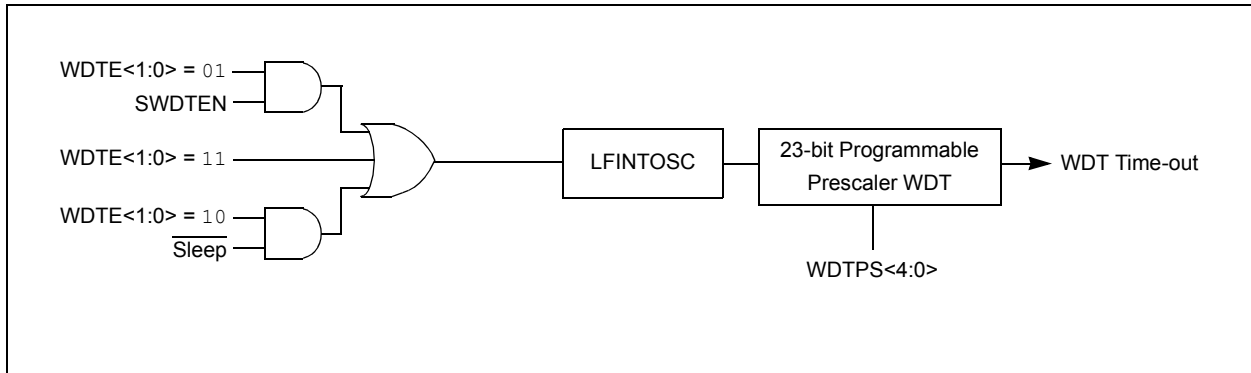 WDTE<1:0> = 01
SWDTEN
WDTE<1:0> = 11
WDTE<1:0> = 10
Sleep
LFINTOSC
23-bit Programmable
Prescaler WDT
WDT Time-out
WDTPS<4:0>